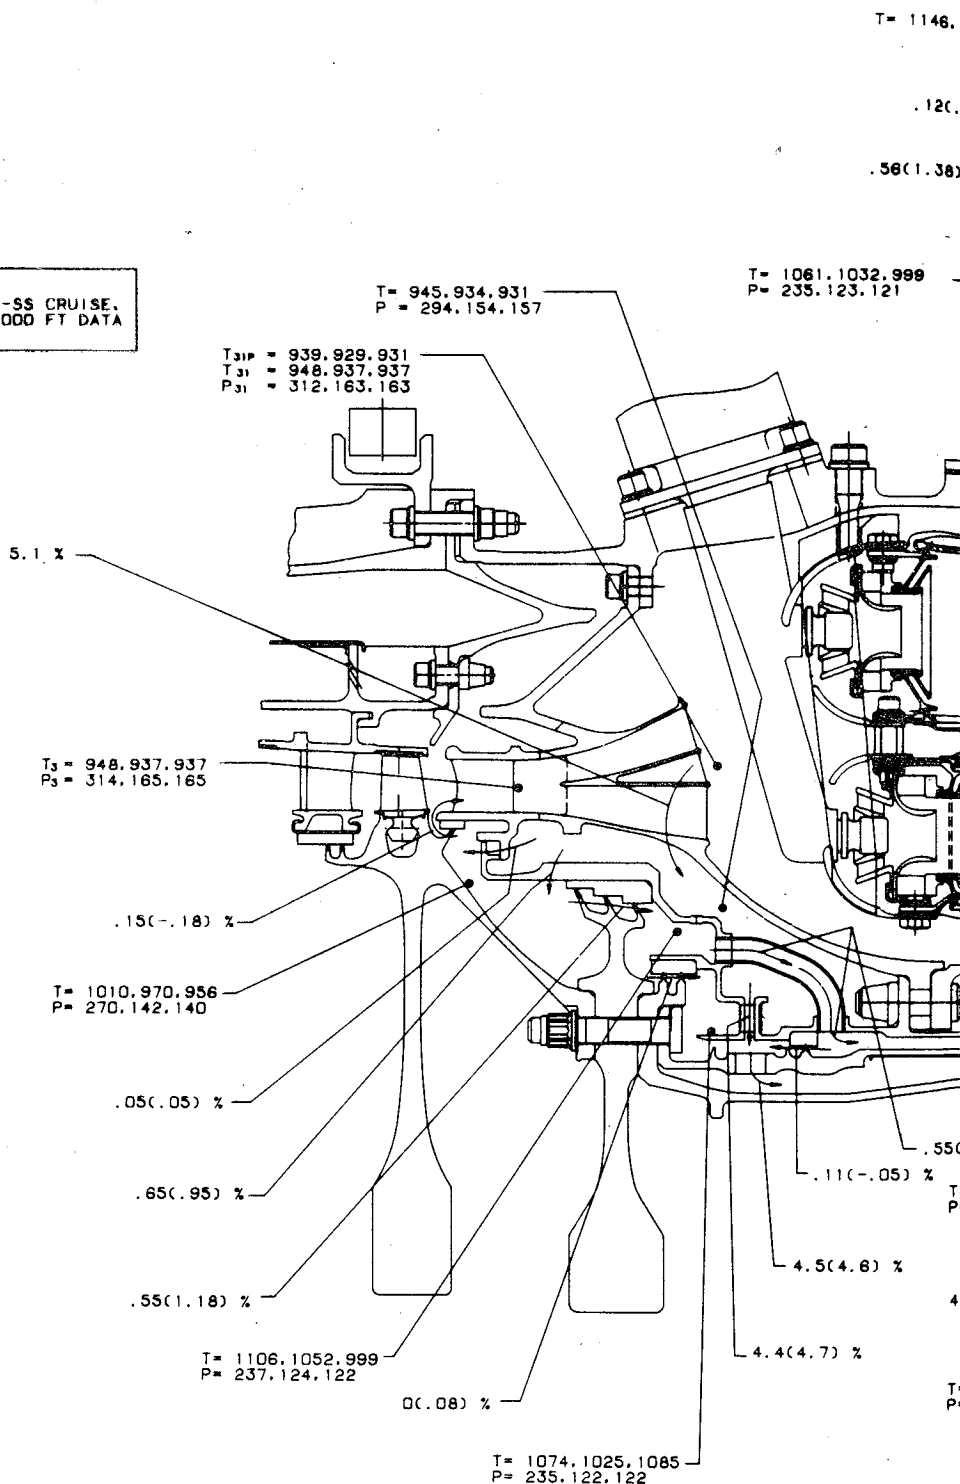 T= 1146.
.12(.
.56(1.38)
T= 1061.1032.999
P= 235.123.121
-SS CRUISE,
000 FT DATA
T= 945.934.931
P = 294.154.157
T31P = 939.929.931
T31 = 948.937.937
P31 = 312.163.163
5.1 %
T3 = 948.937.937
P3 = 314.165.165
.15(-.18) %
T= 1010.970.956
P= 270.142.140
.05(.05) %
.55(
.11(-.05) %
T=
P=
.65(.95) %
4.5(4.6) %
.55(1.18) %
4
T= 1106.1052.999
P= 237.124.122
4.4(4.7) %
0(.08) %
T=
P=
T= 1074.1025.1085
P= 235.122.122